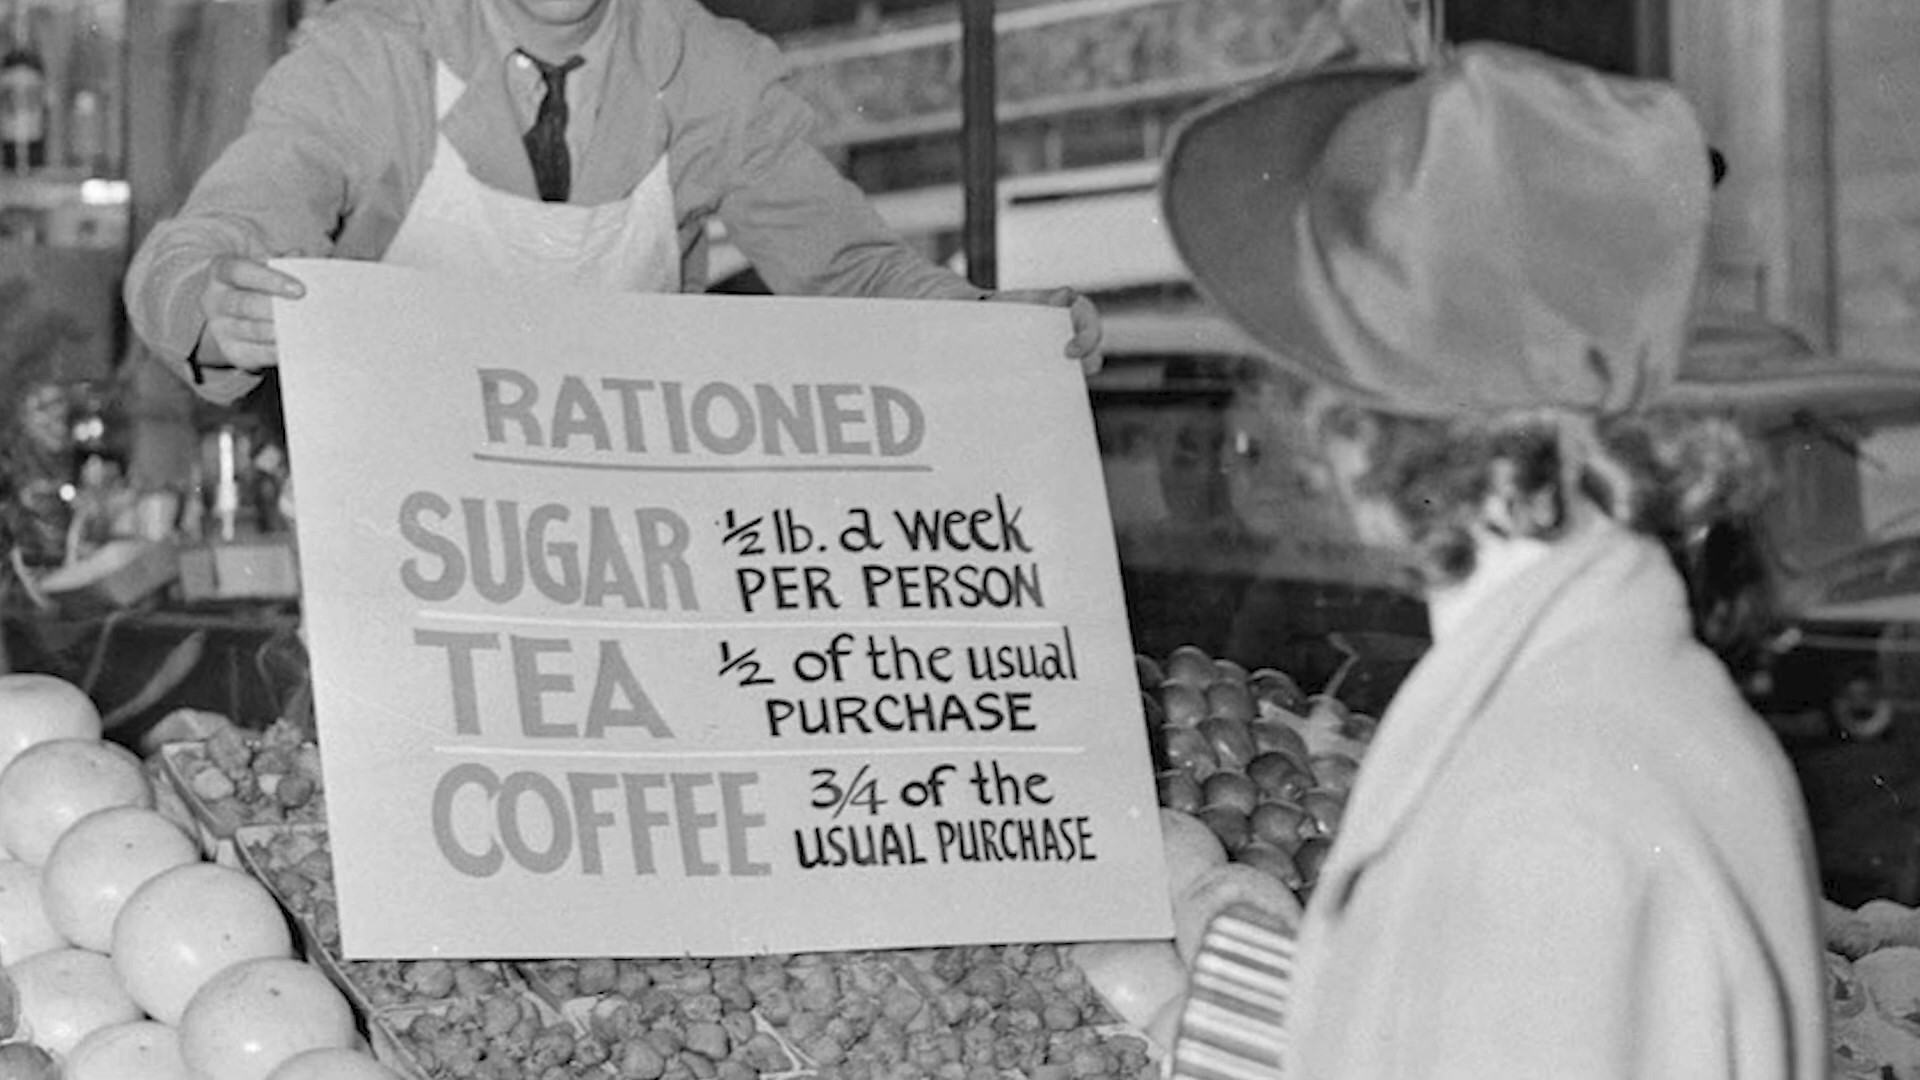 RATIONED
SUGAR ½ lb. a week
PER PERSON
TEA ½ of the usual
PURCHASE
COFFEE 3/4 of the
USUAL PURCHASE